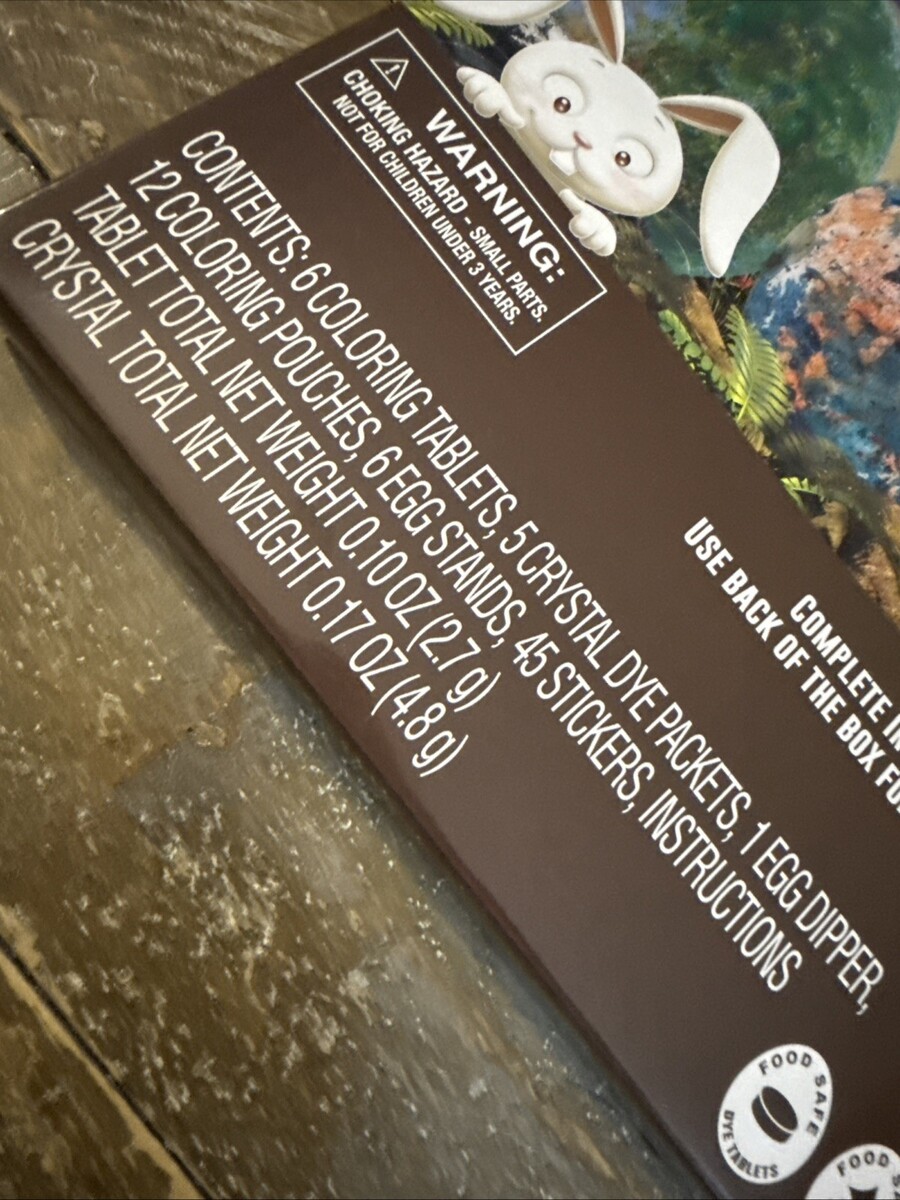 WARNING:
CHOKING HAZARD - SMALL PARTS.
NOT FOR CHILDREN UNDER 3 YEARS.
CONTENTS: 6 COLORING TABLETS, 5 CRYSTAL DYE PACKETS, 1 EGG DIPPER,
12 COLORING POUCHES, 6 EGG STANDS, 45 STICKERS, INSTRUCTIONS
TABLET TOTAL NET WEIGHT 0.10 OZ (2.7 g)
CRYSTAL TOTAL NET WEIGHT 0.17 OZ (4.8 g)
COMPLETE
USE BACK OF THE BOX
FOOD SAFE
DYE TABLETS
FOOD